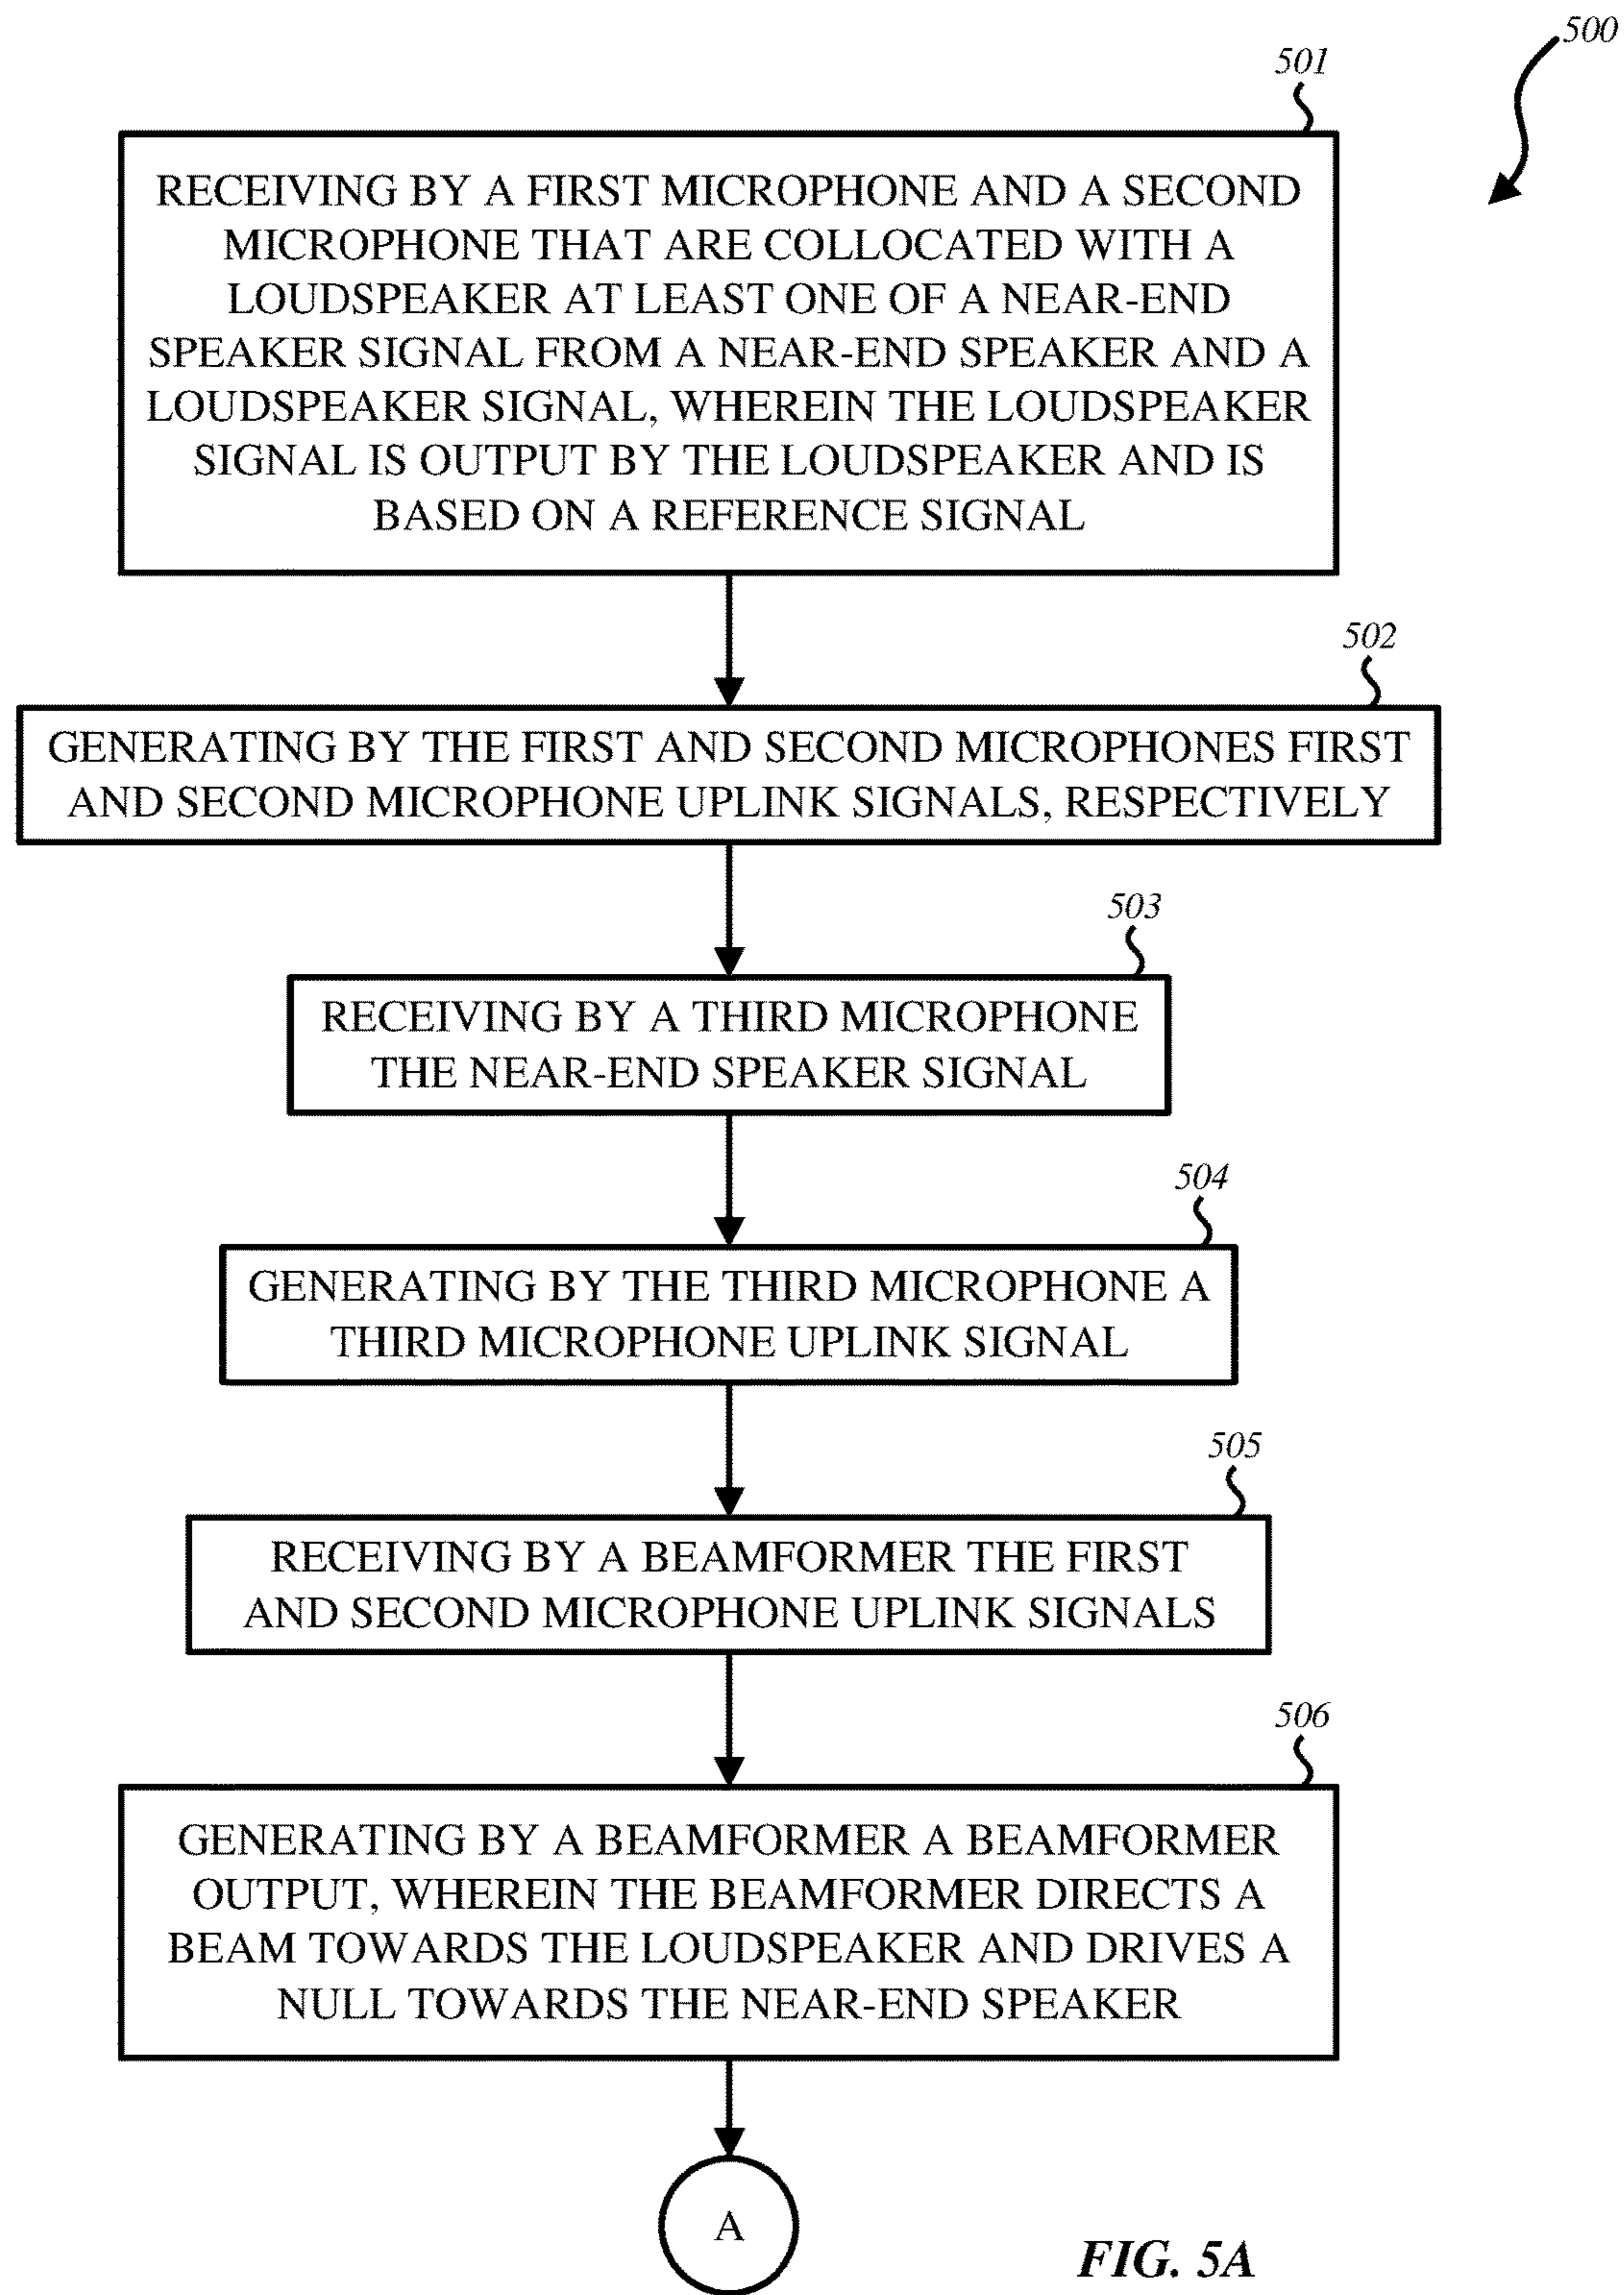 500
501
RECEIVING BY A FIRST MICROPHONE AND A SECOND
MICROPHONE THAT ARE COLLOCATED WITH A
LOUDSPEAKER AT LEAST ONE OF A NEAR-END
SPEAKER SIGNAL FROM A NEAR-END SPEAKER AND A
LOUDSPEAKER SIGNAL, WHEREIN THE LOUDSPEAKER
SIGNAL IS OUTPUT BY THE LOUDSPEAKER AND IS
BASED ON A REFERENCE SIGNAL
502
GENERATING BY THE FIRST AND SECOND MICROPHONES FIRST
AND SECOND MICROPHONE UPLINK SIGNALS, RESPECTIVELY
503
RECEIVING BY A THIRD MICROPHONE
THE NEAR-END SPEAKER SIGNAL
504
GENERATING BY THE THIRD MICROPHONE A
THIRD MICROPHONE UPLINK SIGNAL
505
RECEIVING BY A BEAMFORMER THE FIRST
AND SECOND MICROPHONE UPLINK SIGNALS
506
GENERATING BY A BEAMFORMER A BEAMFORMER
OUTPUT, WHEREIN THE BEAMFORMER DIRECTS A
BEAM TOWARDS THE LOUDSPEAKER AND DRIVES A
NULL TOWARDS THE NEAR-END SPEAKER
A
FIG. 5A